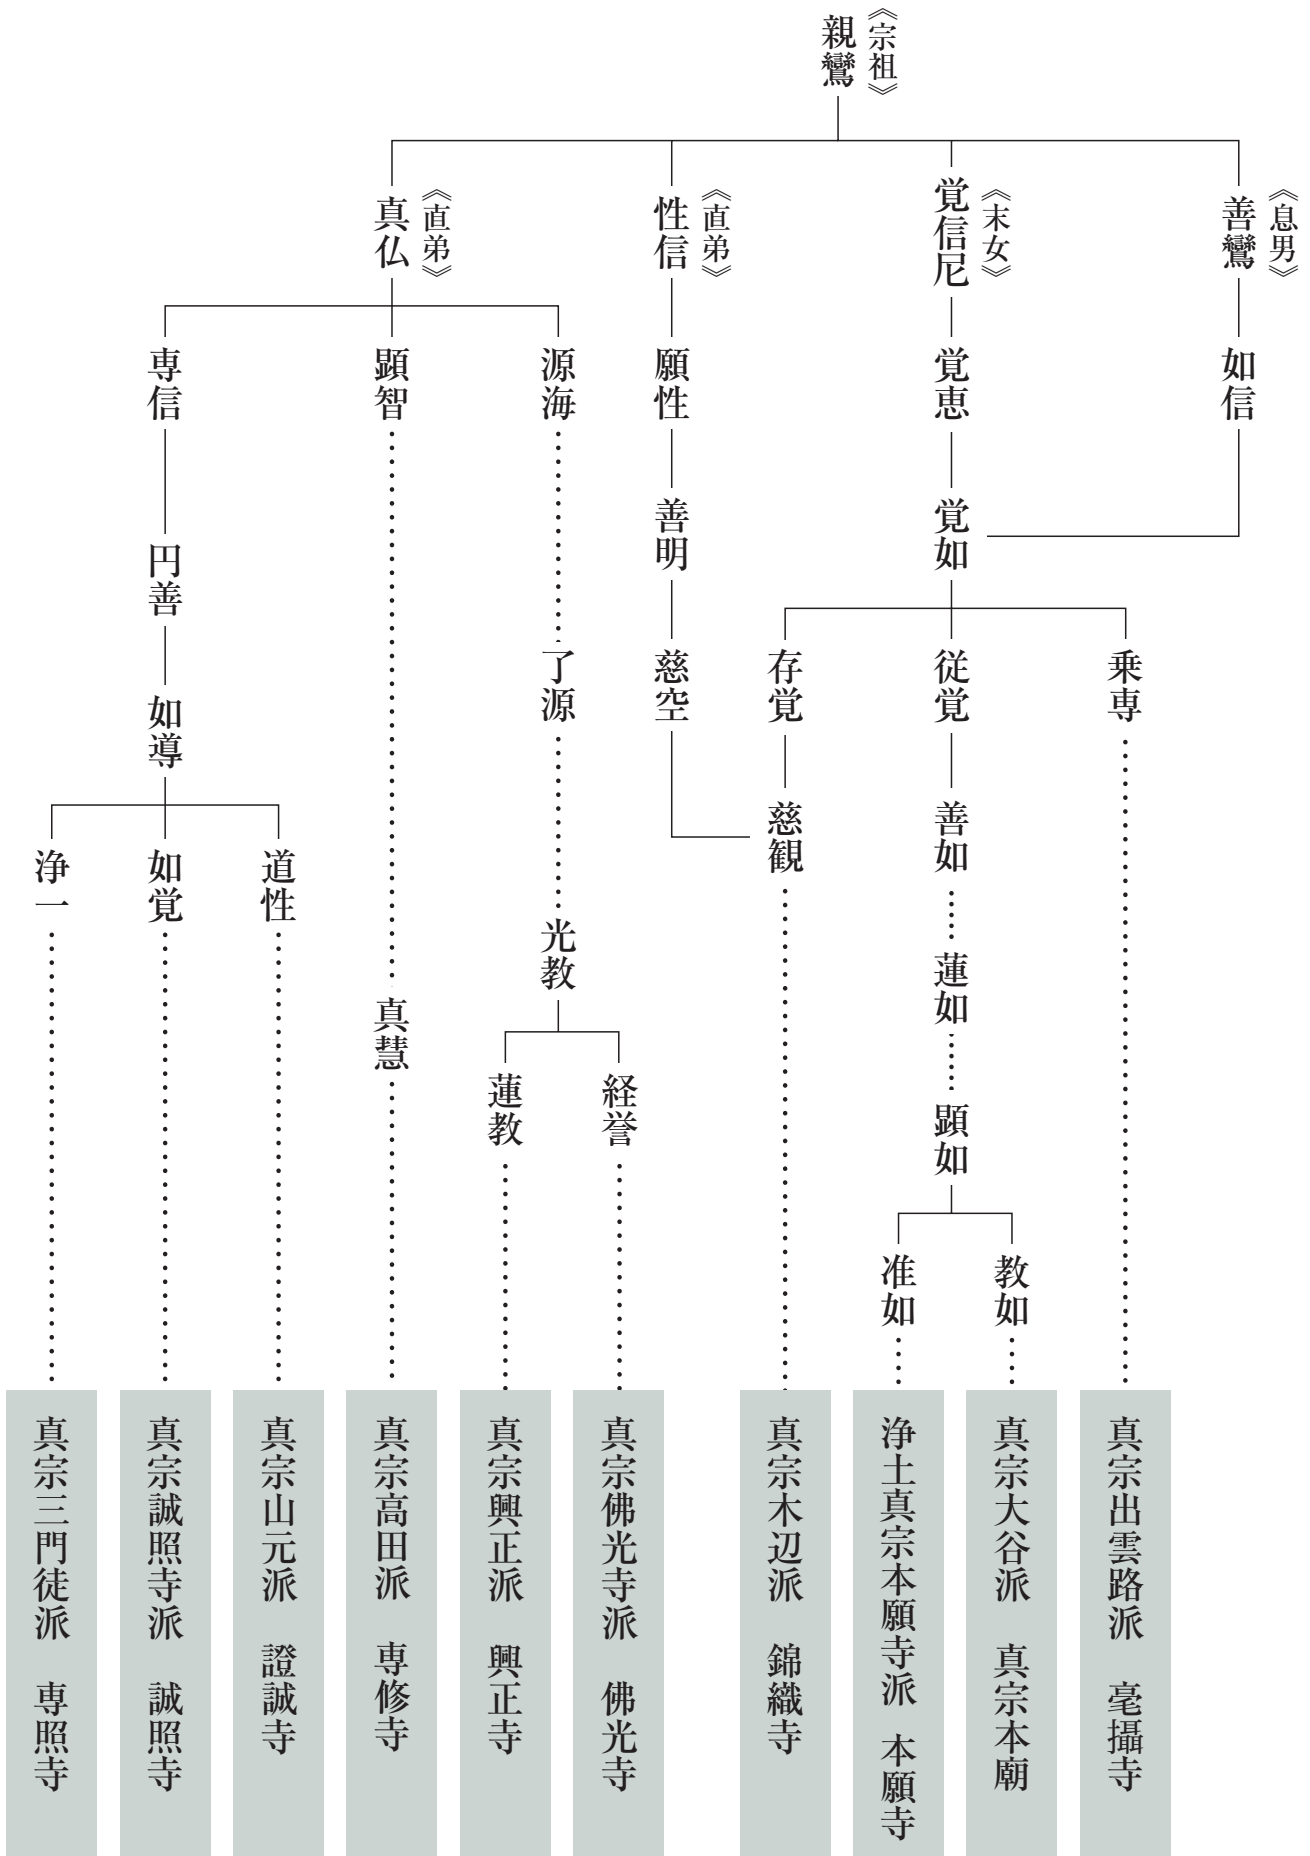 《宗祖》
親鸞
《息男》
善鸞
如信
《末女》
覚信尼
覚恵
覚如
乗専
従覚
善如
蓮如
顕如
教如
准如
存覚
慈観
《直弟》
性信
願性
善明
慈空
《直弟》
真仏
源海
了源
光教
経誉
蓮教
顕智
真慧
専信
円善
如導
道性
如覚
浄一
真宗出雲路派　毫攝寺
真宗大谷派　真宗本廟
浄土真宗本願寺派　本願寺
真宗木辺派　錦織寺
真宗佛光寺派　佛光寺
真宗興正派　興正寺
真宗高田派　専修寺
真宗山元派　證誠寺
真宗誠照寺派　誠照寺
真宗三門徒派　専照寺